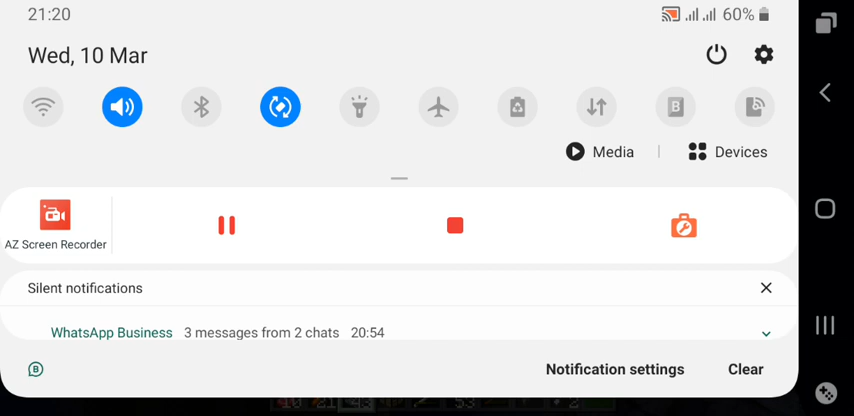 21:20
60%
Wed, 10 Mar
Media
Devices
AZ Screen Recorder
Silent notifications
WhatsApp Business 3 messages from 2 chats 20:54
Notification settings
Clear